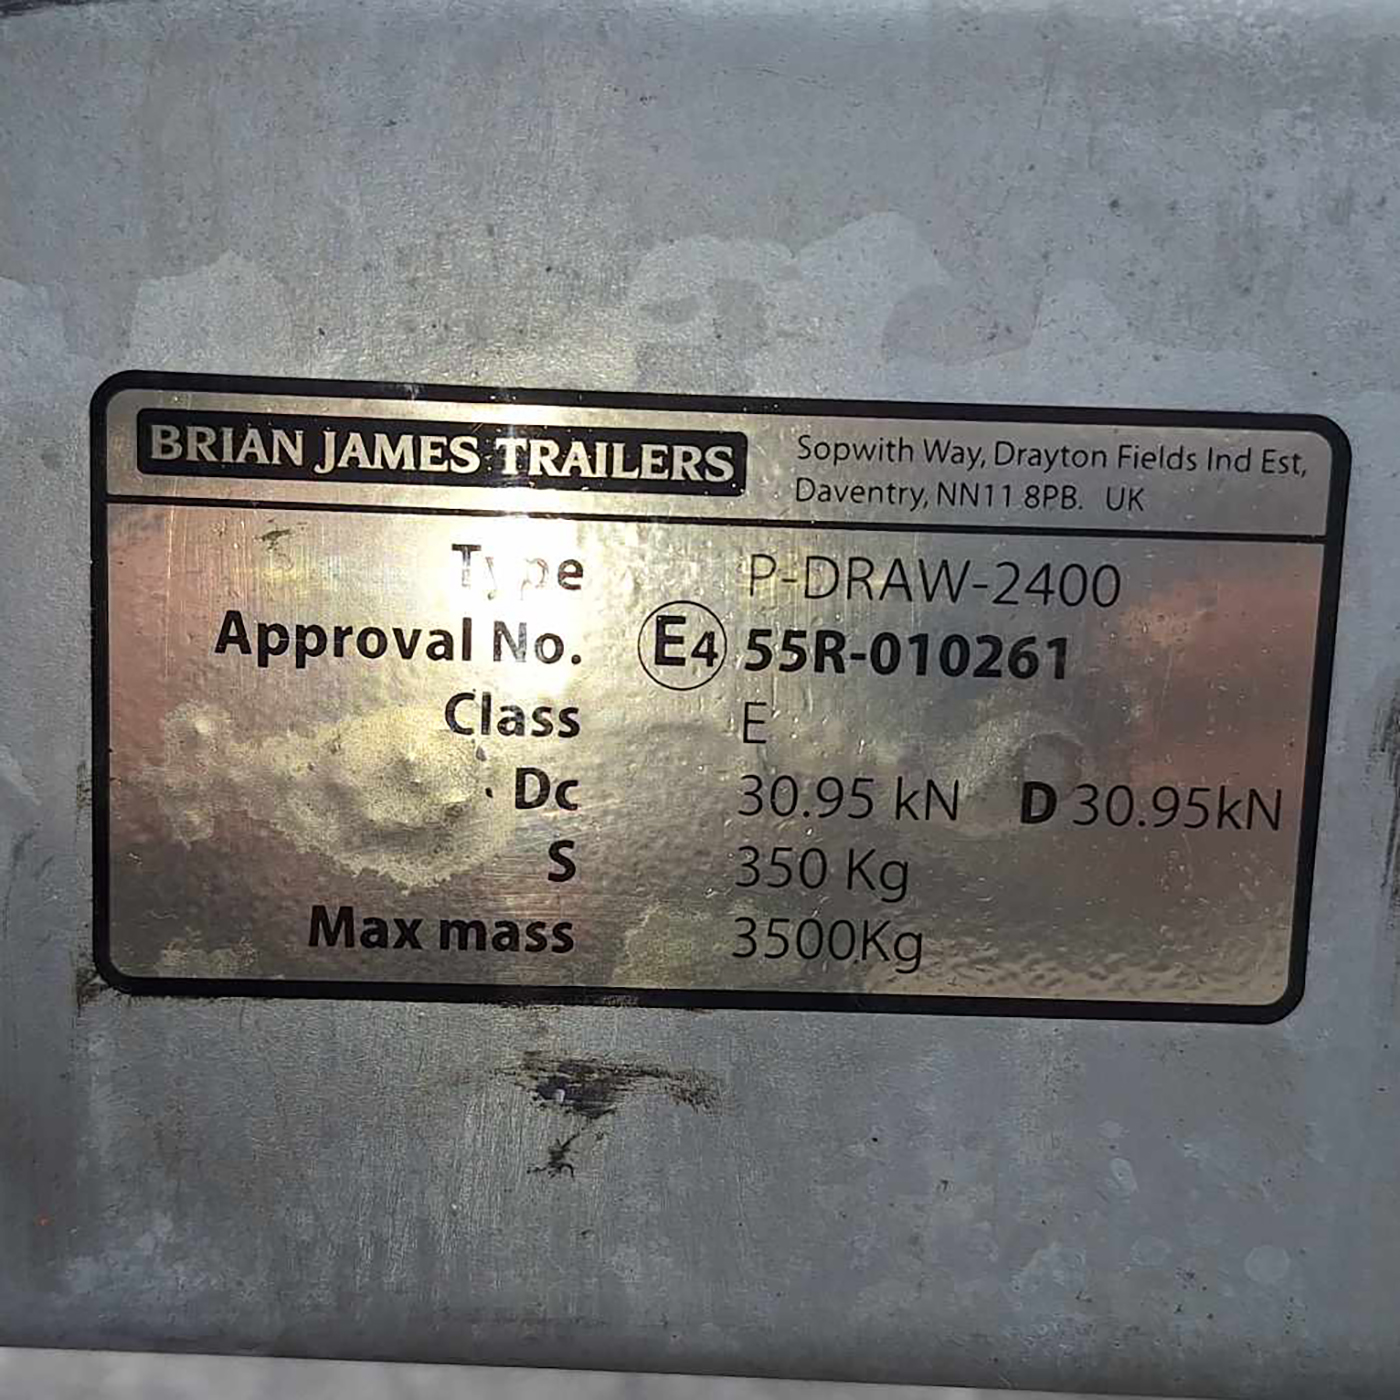 BRIAN JAMES TRAILERS
Sopwith Way, Drayton Fields Ind Est,
Daventry, NN11 8PB. UK
Type P-DRAW-2400
Approval No. E4 55R-010261
Class E
Dc 30.95 kN D 30.95kN
S 350 Kg
Max mass 3500Kg